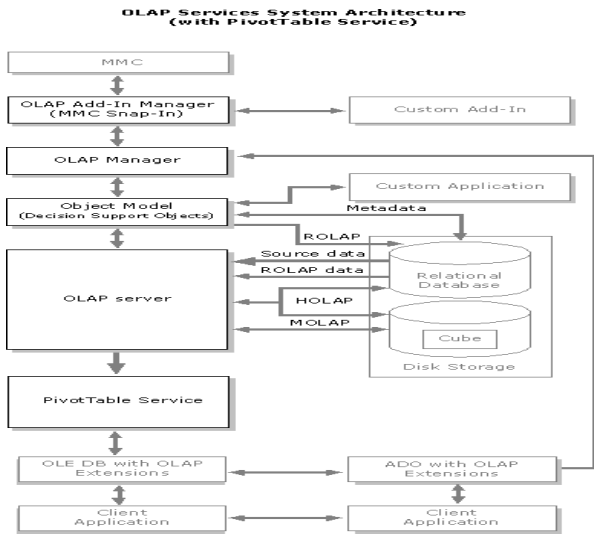 OLAP Services System Architecture
(with PivotTable Service)
MMC
OLAP Add-In Manager
(MMC Snap-In)
Custom Add-In
OLAP Manager
Object Model
(Decision Support Objects)
Custom Application
Metadata
ROLAP
Source data
ROLAP data
Relational
Database
OLAP server
HOLAP
MOLAP
Cube
Disk Storage
PivotTable Service
OLE DB with OLAP
Extensions
ADO with OLAP
Extensions
Client
Application
Client
Application